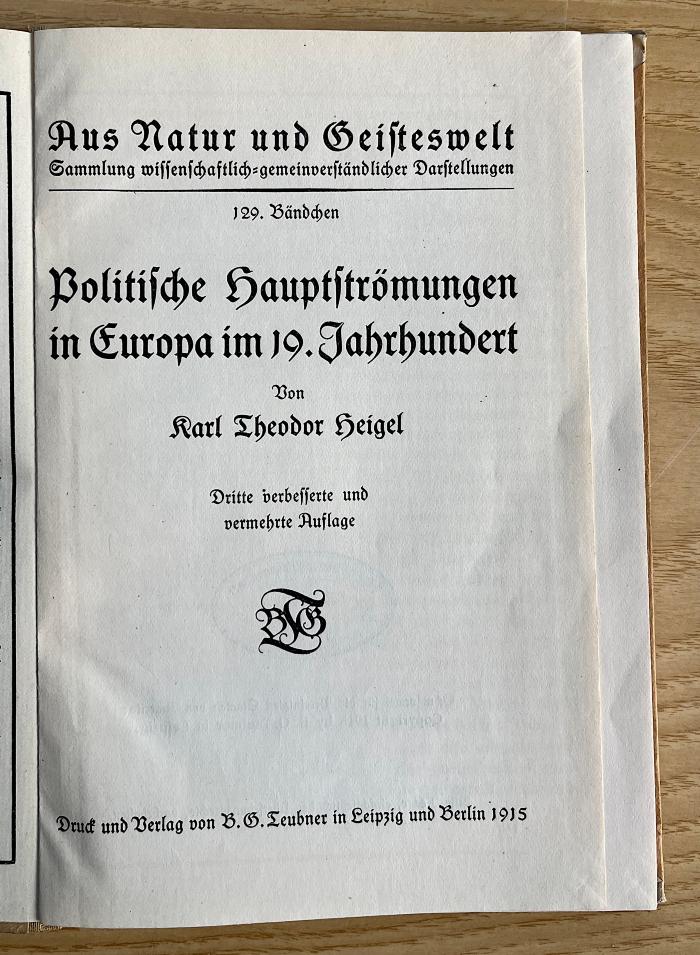 Aus Natur und Geisteswelt
Sammlung wissenschaftlich-gemeinverständlicher Darstellungen
129. Bändchen
Politische Hauptströmungen
in Europa im 19. Jahrhundert
Von
Karl Theodor Heigel
Dritte verbesserte und
vermehrte Auflage
BGT
Druck und Verlag von B. G. Teubner in Leipzig und Berlin 1915